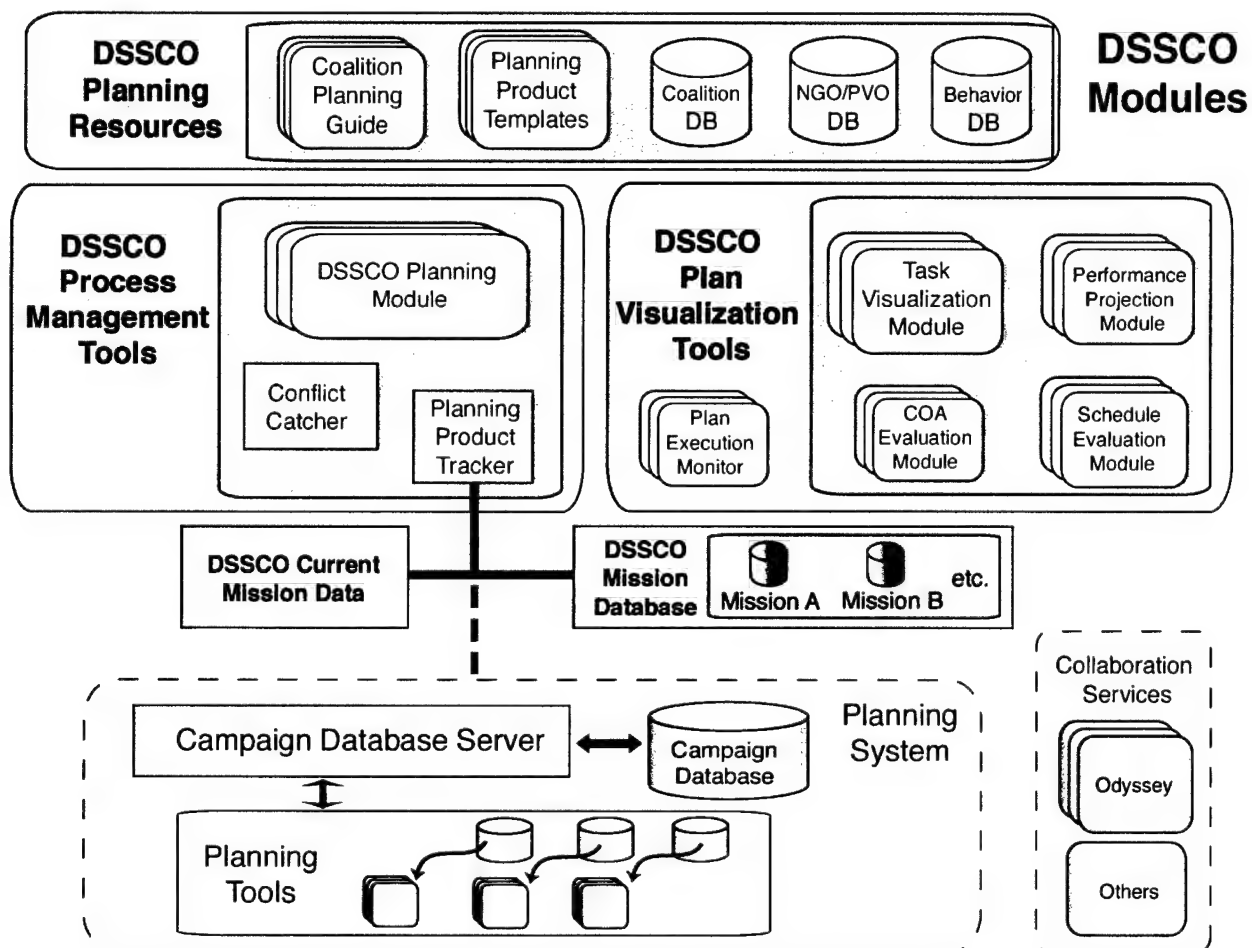 DSSCO
Modules
DSSCO
Planning
Resources
Coalition
Planning
Guide
Planning
Product
Templates
Coalition
DB
NGO/PVO
DB
Behavior
DB
DSSCO
Process
Management
Tools
DSSCO Planning
Module
Conflict
Catcher
Planning
Product
Tracker
DSSCO
Plan
Visualization
Tools
Plan
Execution
Monitor
Task
Visualization
Module
Performance
Projection
Module
COA
Evaluation
Module
Schedule
Evaluation
Module
DSSCO Current
Mission Data
DSSCO
Mission
Database
Mission A
Mission B
etc.
Planning
System
Campaign Database Server
Campaign
Database
Planning
Tools
Collaboration
Services
Odyssey
Others